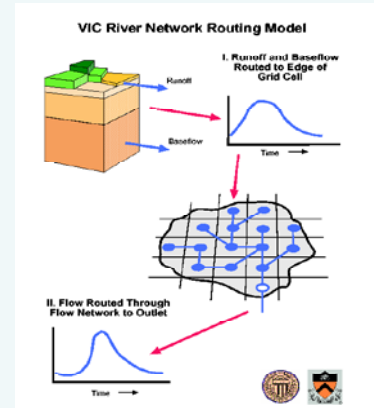 VIC River Network Routing Model
I. Runoff and Baseflow
Routed to Edge of
Grid Cell
Runoff
Baseflow
Time
II. Flow Routed Through
Flow Network to Outlet
Time